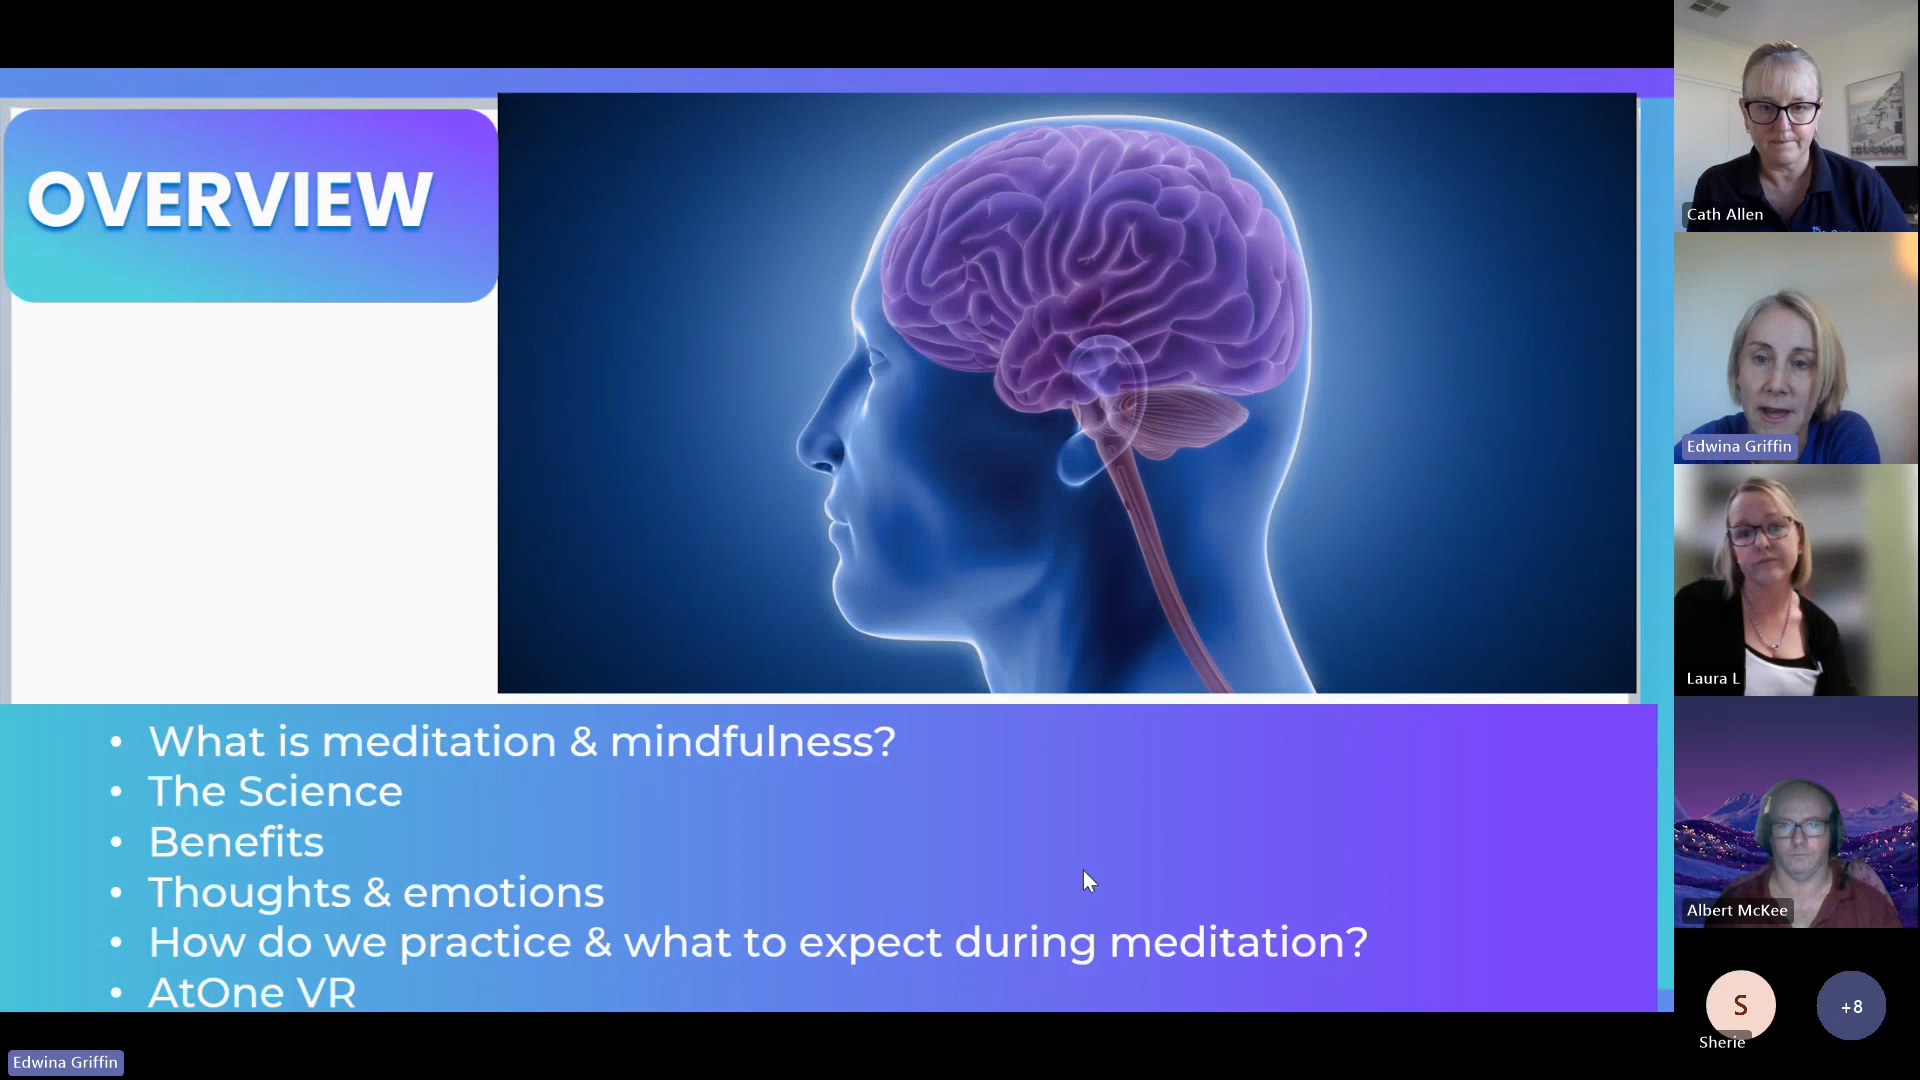 OVERVIEW
• What is meditation & mindfulness?
• The Science
• Benefits
• Thoughts & emotions
• How do we practice & what to expect during meditation?
• AtOne VR
Cath Allen
Edwina Griffin
Laura L
Albert McKee
S
+8
Sherie
Edwina Griffin